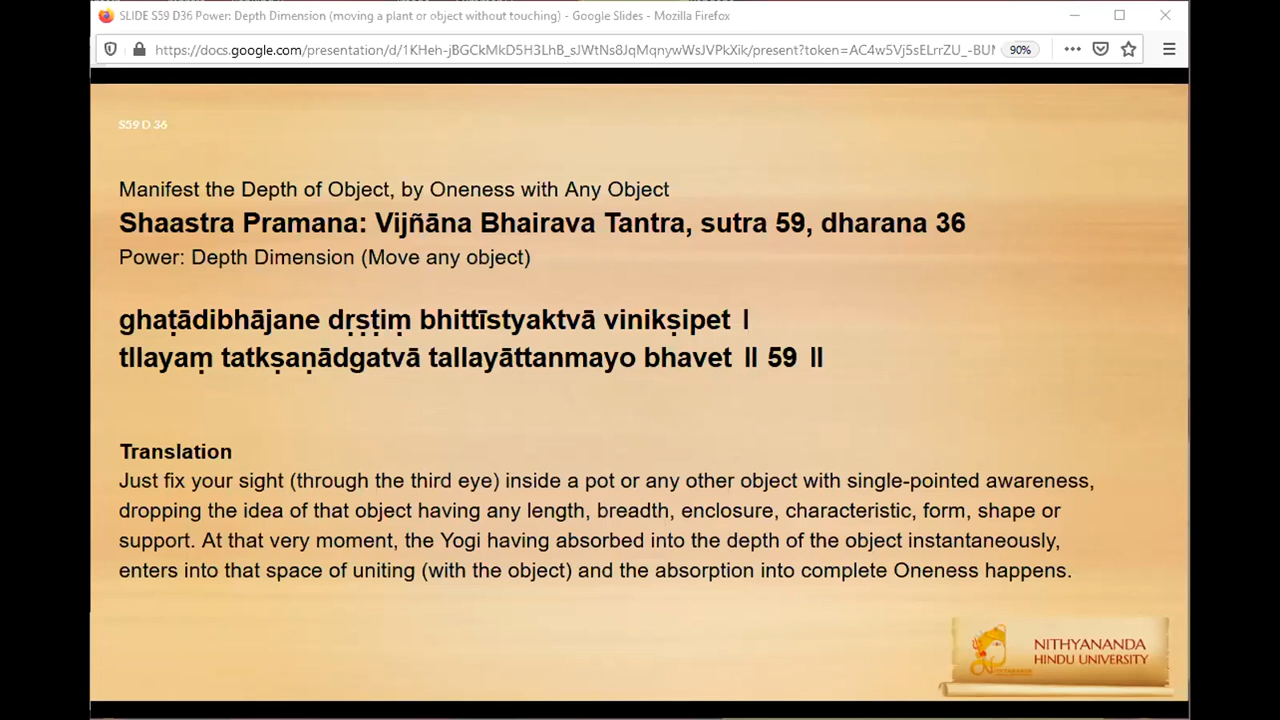 SLIDE S59 D36 Power: Depth Dimension (moving a plant or object without touching) - Google Slides - Mozilla Firefox
https://docs.google.com/presentation/d/1KHeh-jBGCkMkD5H3LhB_sJWtNs8JqMqnywWsJVPkXik/present?token=AC4w5Vj5sELrrZU_-BUN 90%
S59 D 36
Manifest the Depth of Object, by Oneness with Any Object
Shaastra Pramana: Vijñāna Bhairava Tantra, sutra 59, dharana 36
Power: Depth Dimension (Move any object)
ghaṭādibhājane dṛṣṭiṃ bhittīstyaktvā vinikṣipet ।
tllayaṃ tatkṣaṇādgatvā tallayāttanmayo bhavet ॥ 59 ॥
Translation
Just fix your sight (through the third eye) inside a pot or any other object with single-pointed awareness,
dropping the idea of that object having any length, breadth, enclosure, characteristic, form, shape or
support. At that very moment, the Yogi having absorbed into the depth of the object instantaneously,
enters into that space of uniting (with the object) and the absorption into complete Oneness happens.
NITHYANANDA
HINDU UNIVERSITY